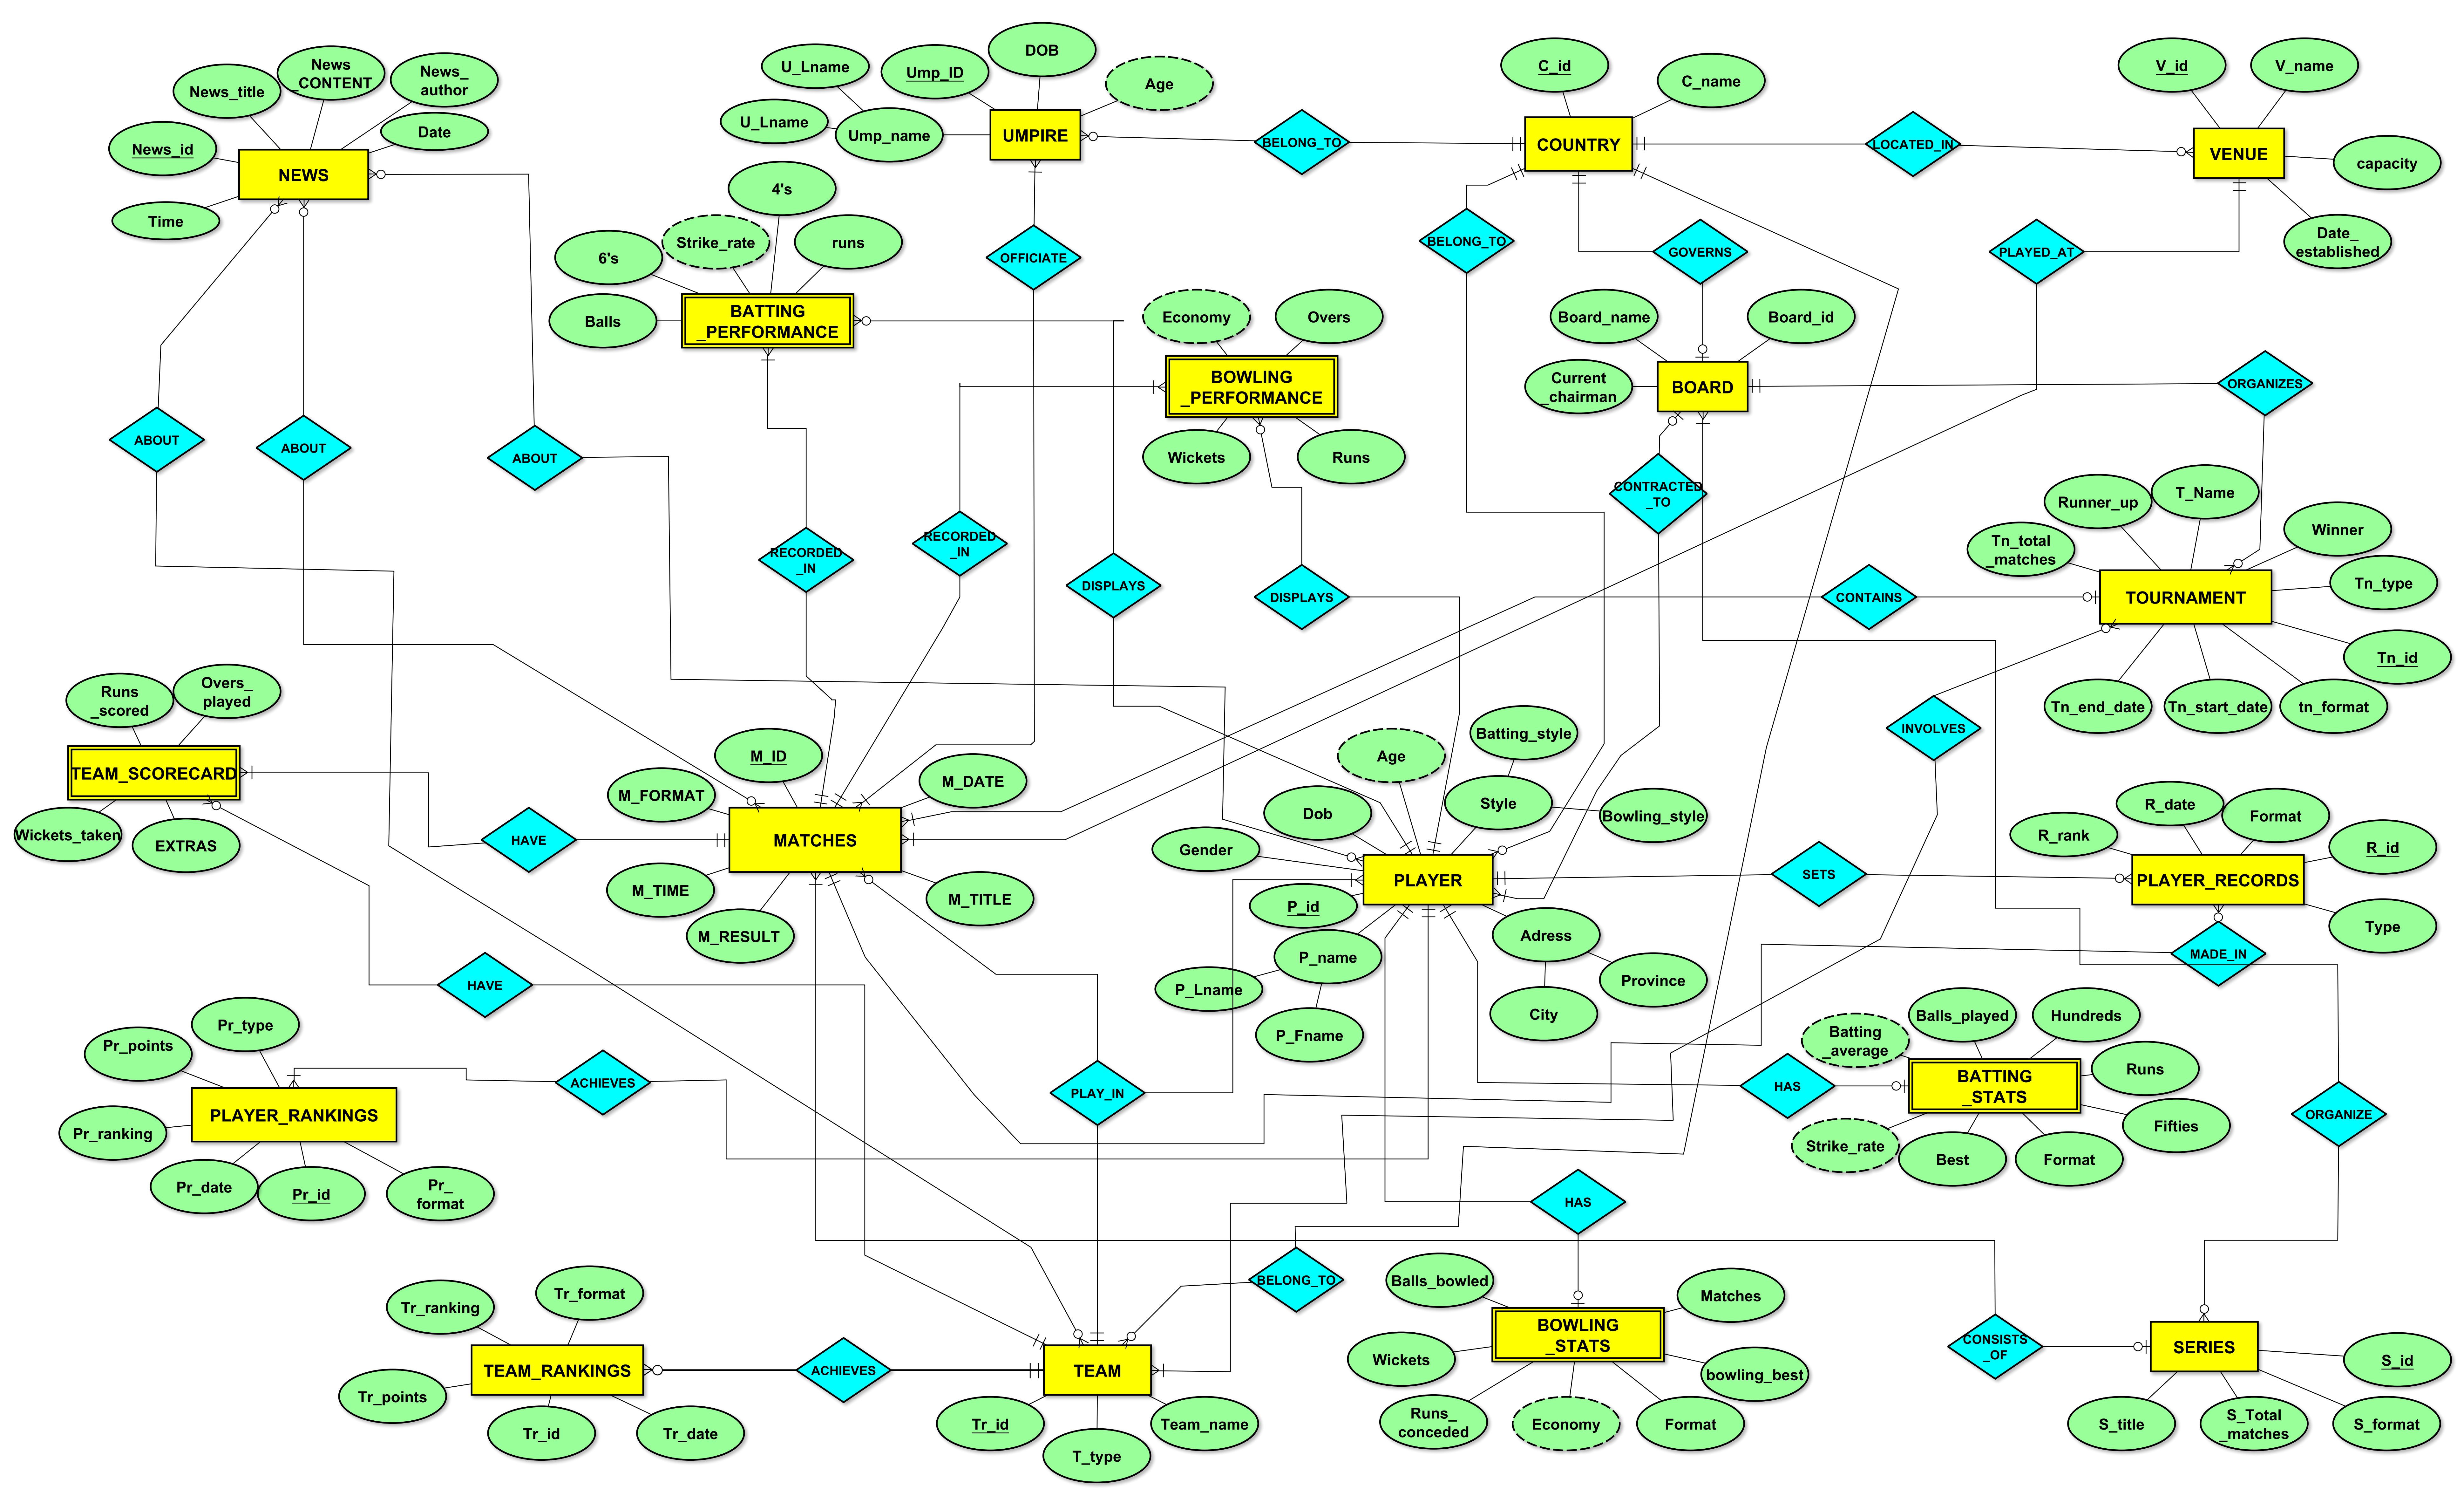 News
_CONTENT
News_
author
News_title
News_id
Date
NEWS
Time
U_Lname
Ump_ID
DOB
Age
U_Lname
Ump_name
UMPIRE
BELONG_TO
C_id
C_name
COUNTRY
LOCATED_IN
V_id
V_name
VENUE
capacity
Date_
established
PLAYED_AT
BELONG_TO
GOVERNS
OFFICIATE
4's
Strike_rate
runs
6's
Balls
BATTING
_PERFORMANCE
Economy
Overs
BOWLING
_PERFORMANCE
Wickets
Runs
Board_name
Board_id
Current
_chairman
BOARD
ORGANIZES
CONTRACTED
_TO
ABOUT
ABOUT
ABOUT
RECORDED
_IN
RECORDED
_IN
DISPLAYS
DISPLAYS
CONTAINS
Runner_up
T_Name
Winner
Tn_total
_matches
Tn_type
TOURNAMENT
Tn_id
Tn_end_date
Tn_start_date
tn_format
INVOLVES
Runs
_scored
Overs_
played
TEAM_SCORECARD
Wickets_taken
EXTRAS
HAVE
M_ID
M_FORMAT
M_DATE
MATCHES
M_TIME
M_TITLE
M_RESULT
Age
Batting_style
Dob
Style
Bowling_style
Gender
PLAYER
P_id
P_name
P_Lname
P_Fname
Adress
Province
City
SETS
R_date
R_rank
Format
R_id
PLAYER_RECORDS
Type
MADE_IN
HAVE
Pr_type
Pr_points
PLAYER_RANKINGS
Pr_ranking
Pr_date
Pr_id
Pr_
format
ACHIEVES
PLAY_IN
HAS
Batting
_average
Balls_played
Hundreds
BATTING
_STATS
Runs
Fifties
Strike_rate
Best
Format
ORGANIZE
HAS
BELONG_TO
Tr_ranking
Tr_format
TEAM_RANKINGS
Tr_points
Tr_id
Tr_date
ACHIEVES
TEAM
Tr_id
T_type
Team_name
Balls_bowled
Matches
BOWLING
_STATS
Wickets
bowling_best
Runs_
conceded
Economy
Format
CONSISTS
_OF
SERIES
S_id
S_title
S_Total
_matches
S_format